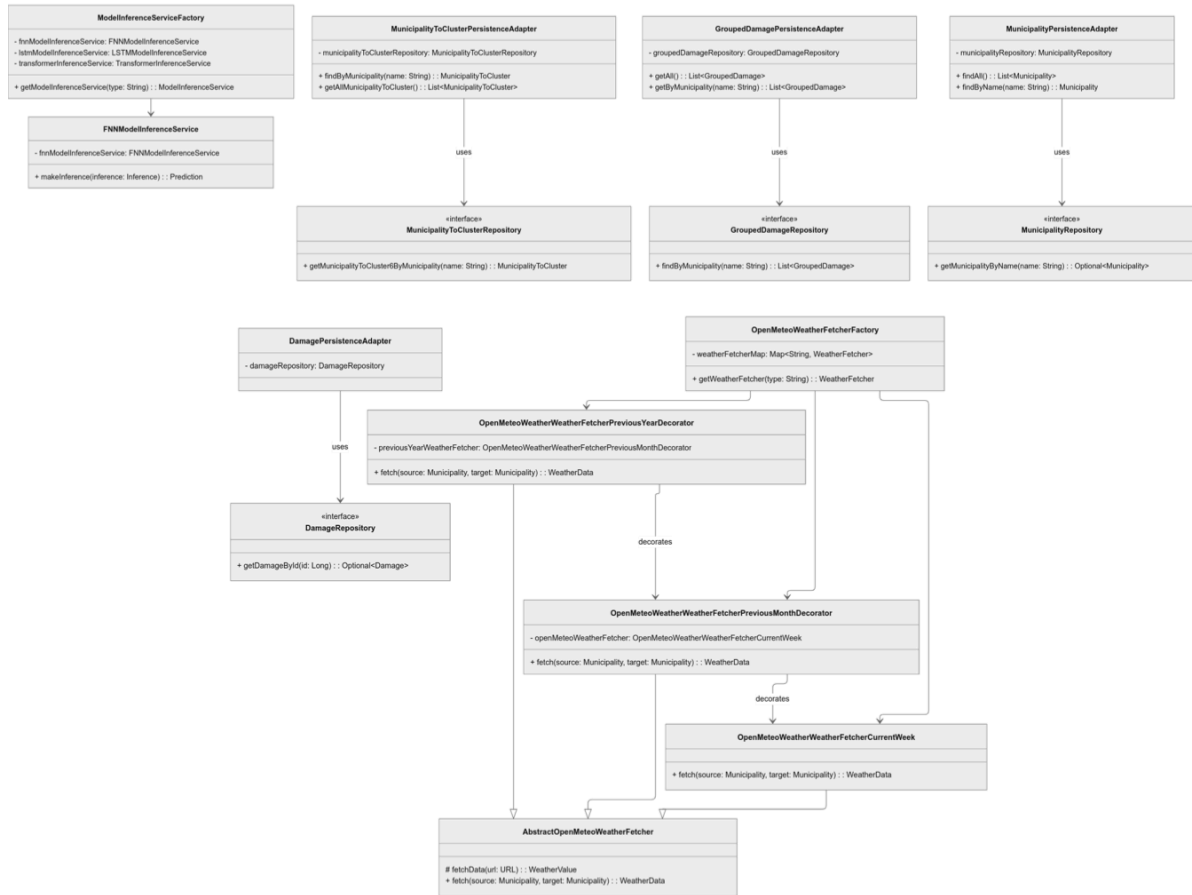 ModelInferenceServiceFactory
- fnnModelInferenceService: FNNModelInferenceService
- lstmModelInferenceService: LSTMModelInferenceService
- transformerInferenceService: TransformerInferenceService
+ getModelInferenceService(type: String) : : ModelInferenceService
FNNModelInferenceService
- fnnModelInferenceService: FNNModelInferenceService
+ makeInference(inference: Inference) : : Prediction
MunicipalityToClusterPersistenceAdapter
- municipalityToClusterRepository: MunicipalityToClusterRepository
+ findByMunicipality(name: String) : : MunicipalityToCluster
+ getAllMunicipalityToCluster() : : List<MunicipalityToCluster>
uses
«interface»
MunicipalityToClusterRepository
+ getMunicipalityToCluster6ByMunicipality(name: String) : : MunicipalityToCluster
GroupedDamagePersistenceAdapter
- groupedDamageRepository: GroupedDamageRepository
+ getAll() : : List<GroupedDamage>
+ getByMunicipality(name: String) : : List<GroupedDamage>
uses
«interface»
GroupedDamageRepository
+ findByMunicipality(name: String) : : List<GroupedDamage>
MunicipalityPersistenceAdapter
- municipalityRepository: MunicipalityRepository
+ findAll() : : List<Municipality>
+ findByName(name: String) : : Municipality
uses
«interface»
MunicipalityRepository
+ getMunicipalityByName(name: String) : : Optional<Municipality>
DamagePersistenceAdapter
- damageRepository: DamageRepository
uses
«interface»
DamageRepository
+ getDamageById(id: Long) : : Optional<Damage>
OpenMeteoWeatherFetcherFactory
- weatherFetcherMap: Map<String, WeatherFetcher>
+ getWeatherFetcher(type: String) : : WeatherFetcher
OpenMeteoWeatherWeatherFetcherPreviousYearDecorator
- previousYearWeatherFetcher: OpenMeteoWeatherWeatherFetcherPreviousMonthDecorator
+ fetch(source: Municipality, target: Municipality) : : WeatherData
decorates
OpenMeteoWeatherWeatherFetcherPreviousMonthDecorator
- openMeteoWeatherFetcher: OpenMeteoWeatherWeatherFetcherCurrentWeek
+ fetch(source: Municipality, target: Municipality) : : WeatherData
decorates
OpenMeteoWeatherWeatherFetcherCurrentWeek
+ fetch(source: Municipality, target: Municipality) : : WeatherData
AbstractOpenMeteoWeatherFetcher
# fetchData(url: URL) : : WeatherValue
+ fetch(source: Municipality, target: Municipality) : : WeatherData